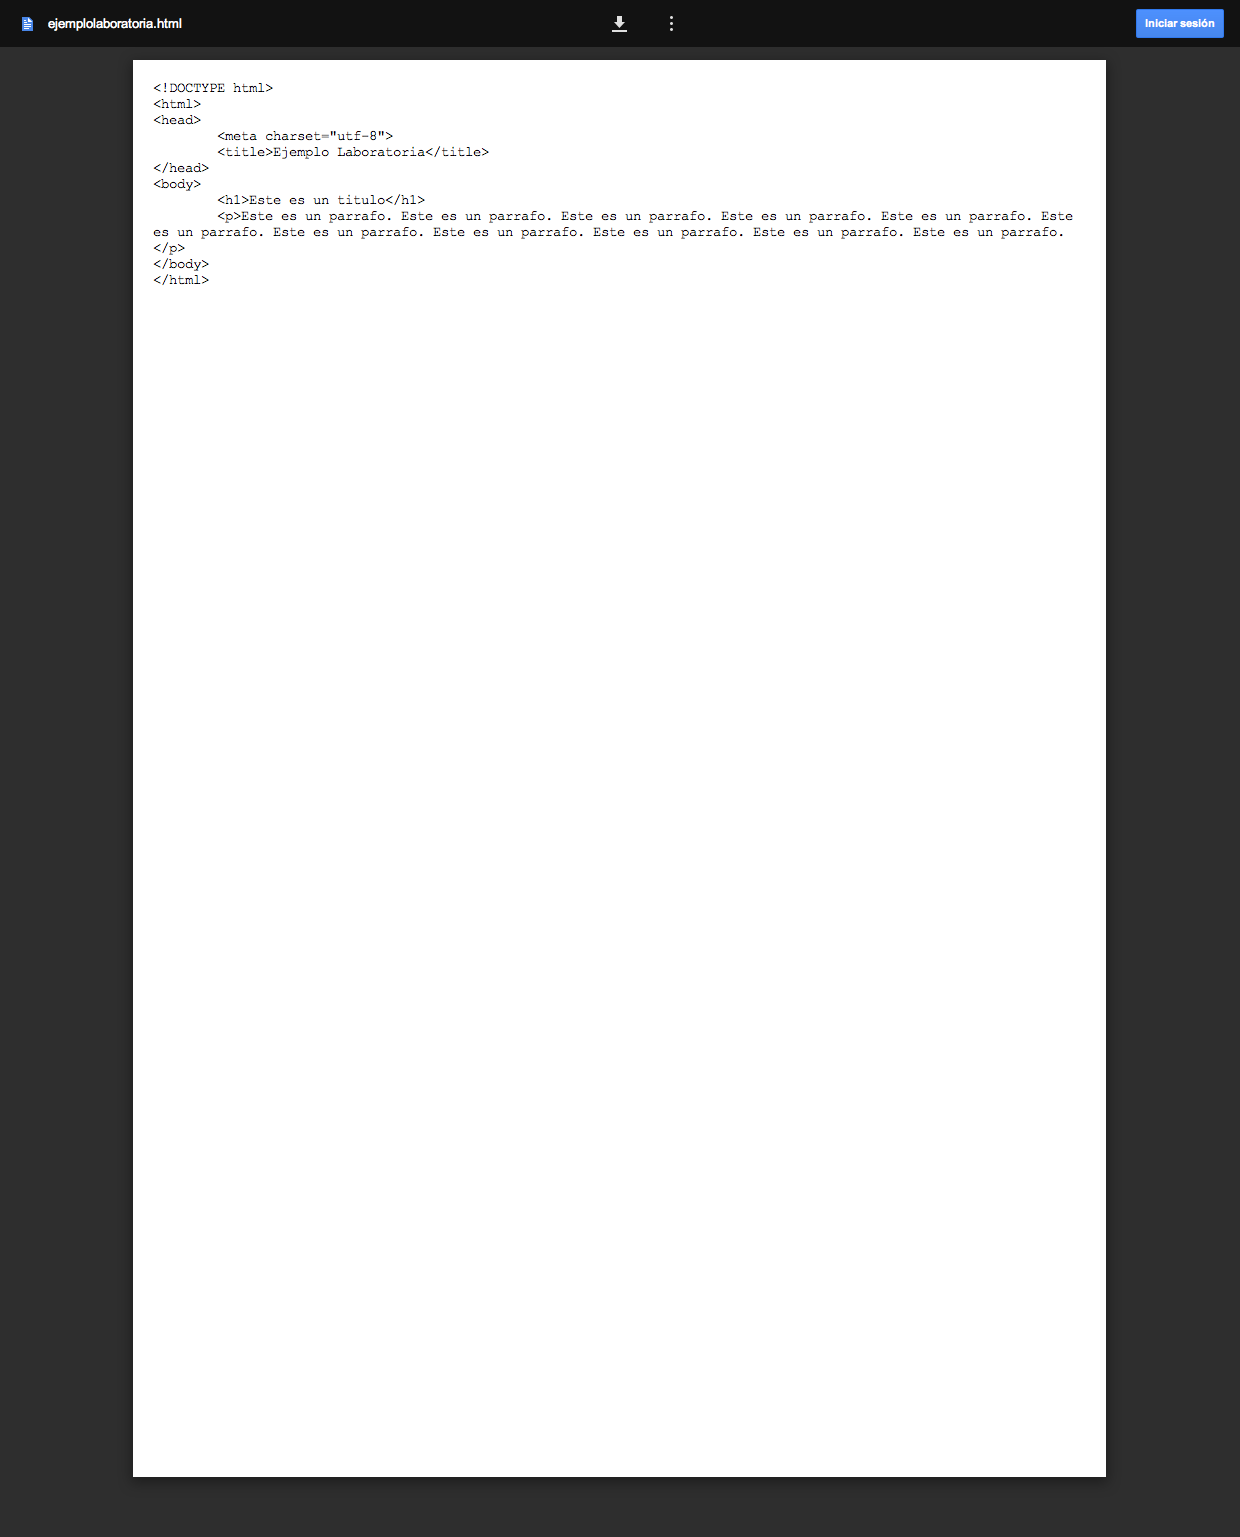 ejemplolaboratoria.html
Iniciar sesión
<!DOCTYPE html>
<html>
<head>
        <meta charset="utf-8">
        <title>Ejemplo Laboratoria</title>
</head>
<body>
        <h1>Este es un titulo</h1>
        <p>Este es un parrafo. Este es un parrafo. Este es un parrafo. Este es un parrafo. Este es un parrafo. Este
es un parrafo. Este es un parrafo. Este es un parrafo. Este es un parrafo. Este es un parrafo. Este es un parrafo.
</p>
</body>
</html>